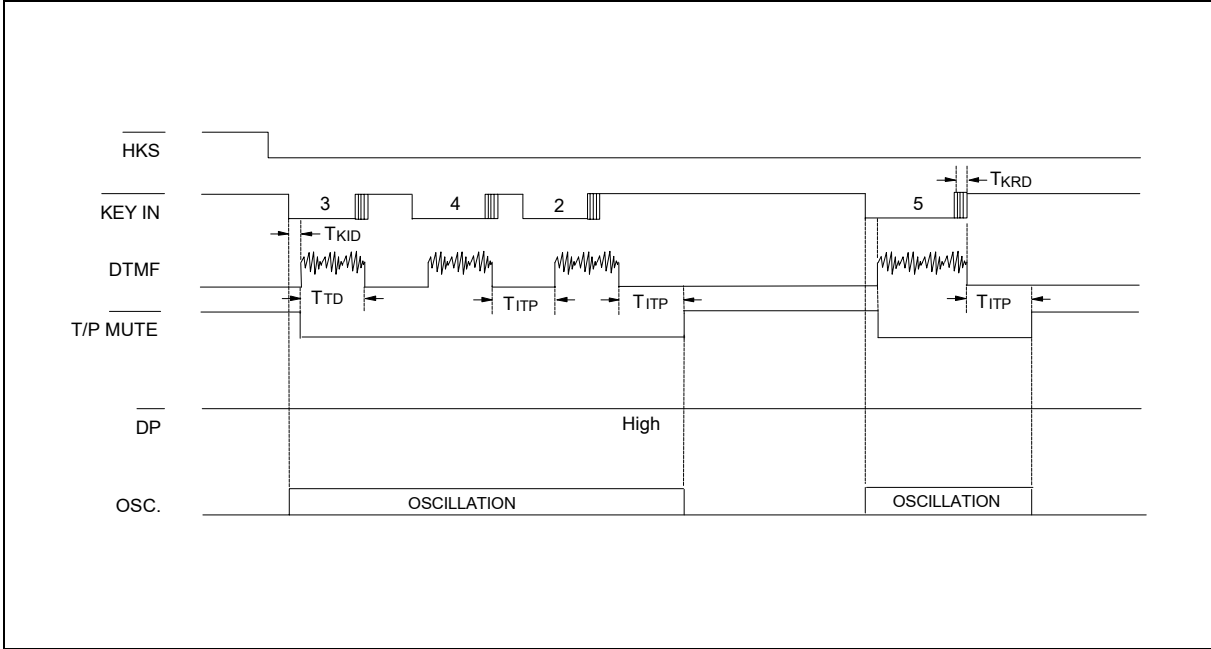 HKS
TKRD
KEY IN
3
4
2
5
TKID
DTMF
TTD
TITP
TITP
TITP
T/P MUTE
DP
High
OSC.
OSCILLATION
OSCILLATION